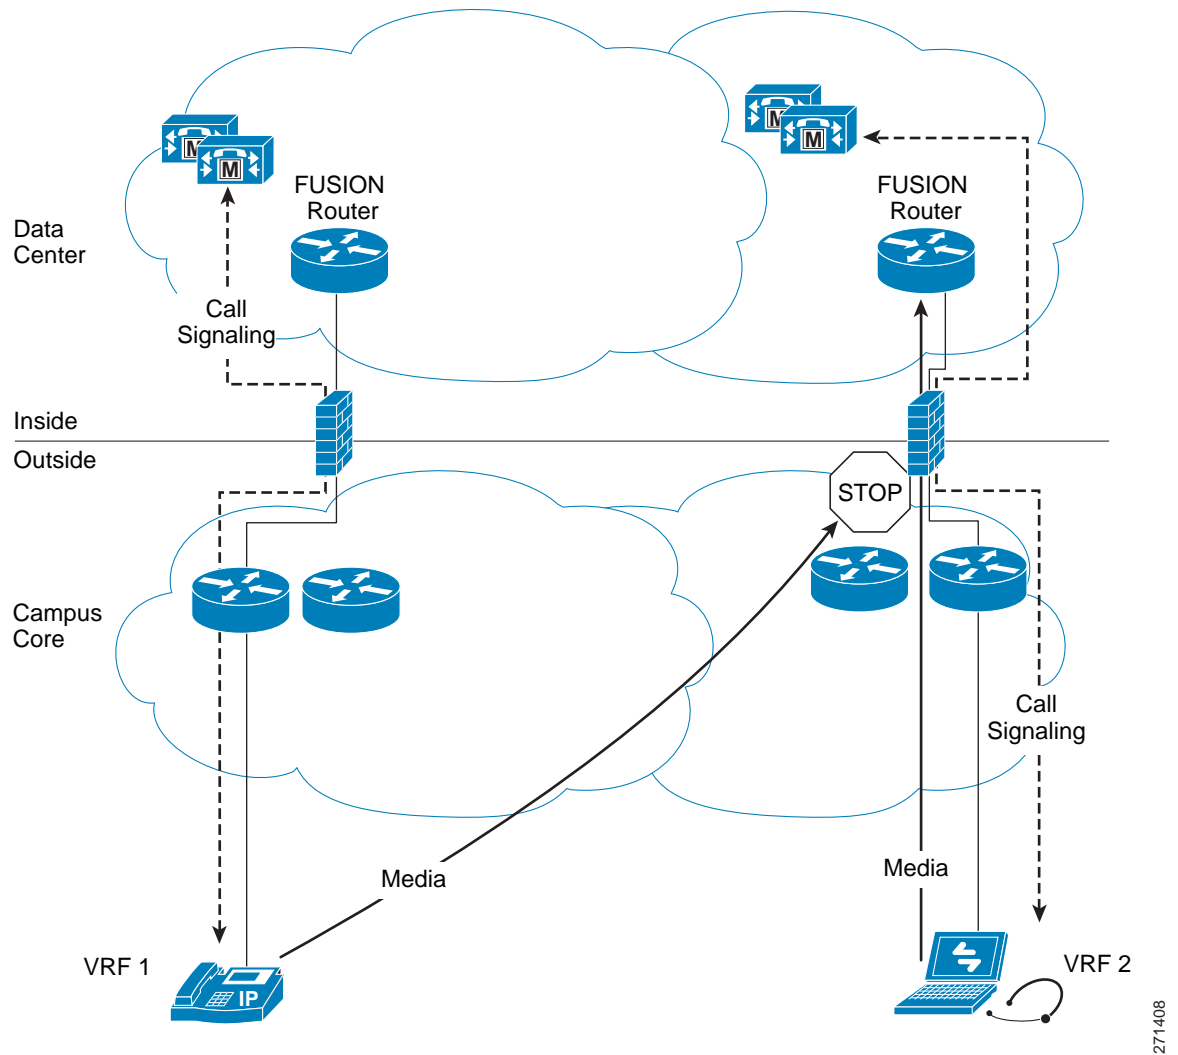 M
M
M
M
FUSION
Router
FUSION
Router
Data
Center
Call
Signaling
Inside
Outside
STOP
Campus
Core
Call
Signaling
Media
Media
VRF 1
IP
VRF 2
271408